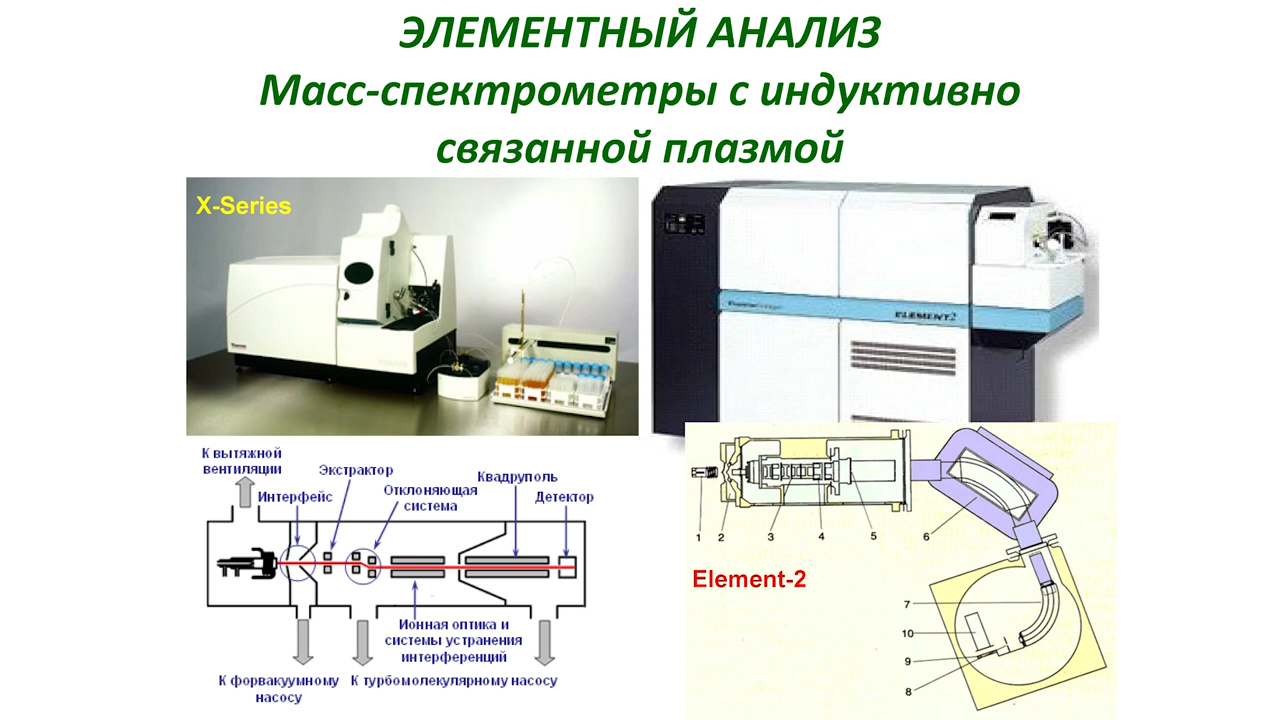 ЭЛЕМЕНТНЫЙ АНАЛИЗ
Масс-спектрометры с индуктивно
связанной плазмой
X-Series
ELEMENT2
К вытяжной
вентиляции
Экстрактор
Интерфейс
Отклоняющая
система
Квадруполь
Детектор
Ионная оптика и
системы устранения
интерференций
К форвакуумному
насосу
К турбомолекулярному насосу
1 2 3 4 5 6
Element-2
7
10
9
8